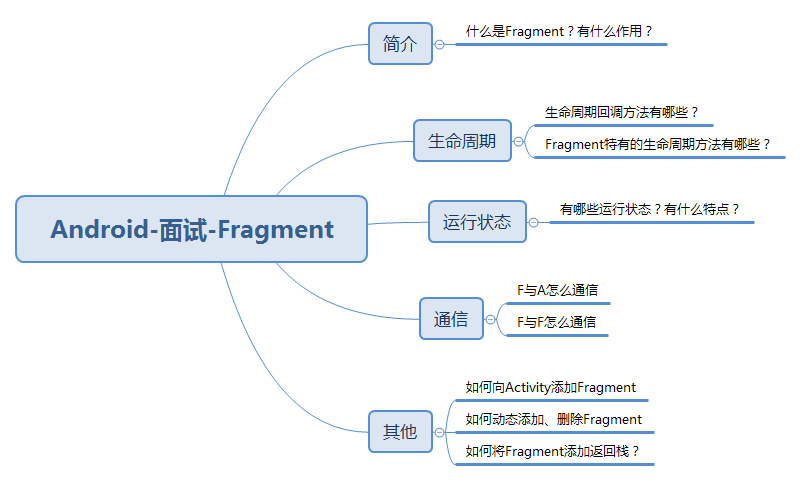 Android-面试-Fragment
简介
什么是Fragment？有什么作用？
生命周期
生命周期回调方法有哪些？
Fragment特有的生命周期方法有哪些？
运行状态
有哪些运行状态？有什么特点？
通信
F与A怎么通信
F与F怎么通信
其他
如何向Activity添加Fragment
如何动态添加、删除Fragment
如何将Fragment添加返回栈？